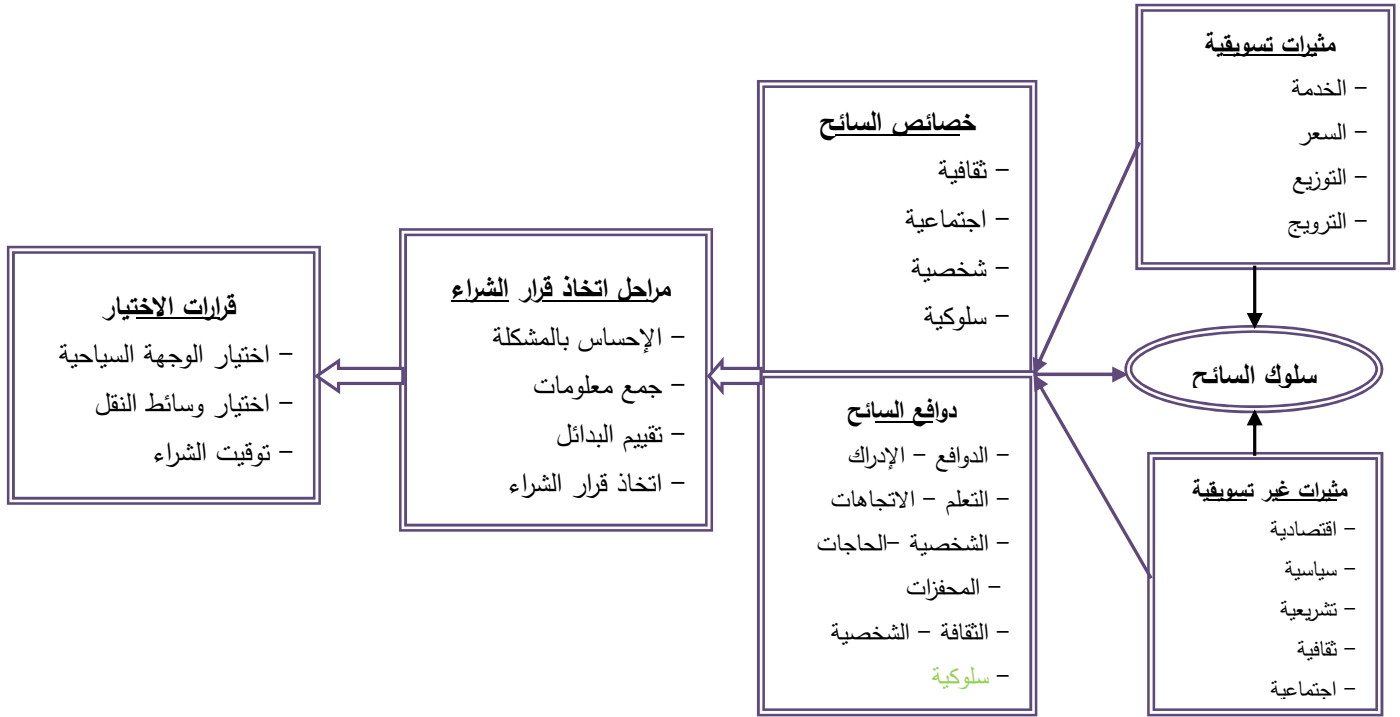 مثيرات تسويقية
- الخدمة
- السعر
- التوزيع
- الترويج
سلوك السائح
مثيرات غير تسويقية
- اقتصادية
- سياسية
- تشريعية
- ثقافية
- اجتماعية
خصائص السائح
- ثقافية
- اجتماعية
- شخصية
- سلوكية
دوافع السائح
- الدوافع - الإدراك
- التعلم - الاتجاهات
- الشخصية -الحاجات
- المحفزات
- الثقافة - الشخصية
- سلوكية
مراحل اتخاذ قرار الشراء
- الإحساس بالمشكلة
- جمع معلومات
- تقييم البدائل
- اتخاذ قرار الشراء
قرارات الاختيار
- اختيار الوجهة السياحية
- اختيار وسائط النقل
- توقيت الشراء